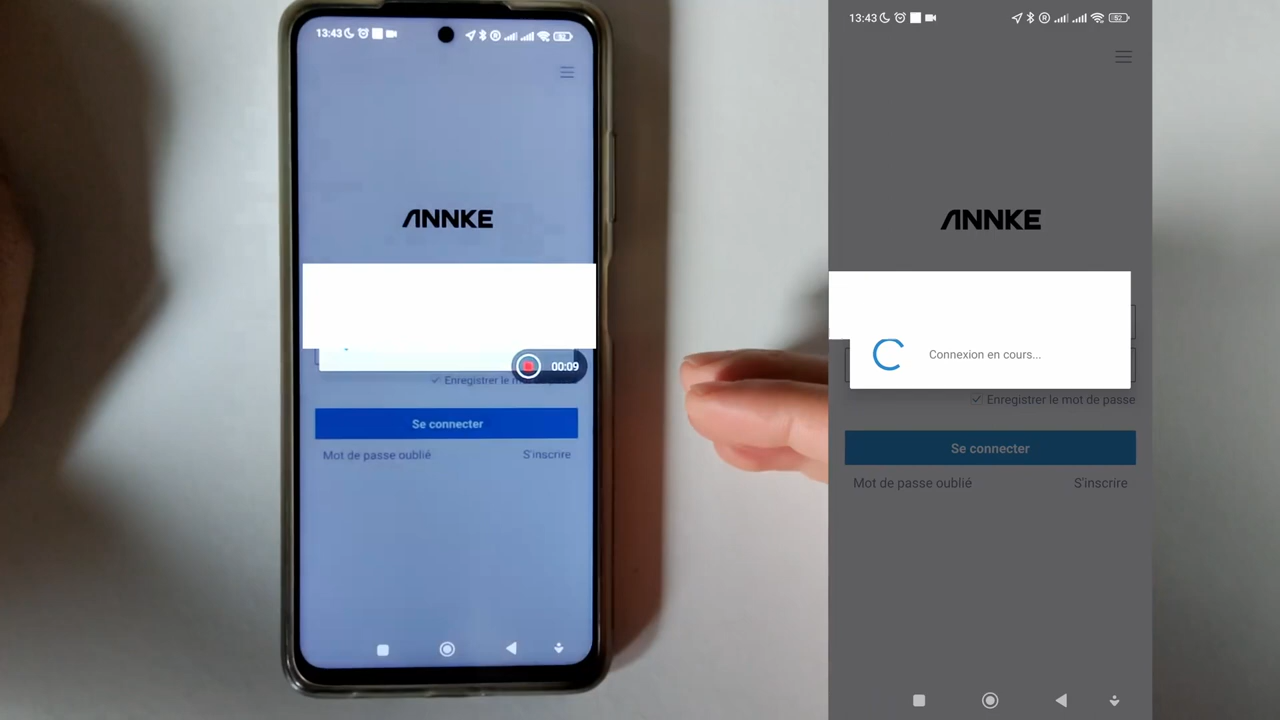 13:43
ANNKE
00:09
Enregistrer le m
Se connecter
Mot de passe oublié
S'inscrire
13:43
ANNKE
Connexion en cours...
Enregistrer le mot de passe
Se connecter
Mot de passe oublié
S'inscrire